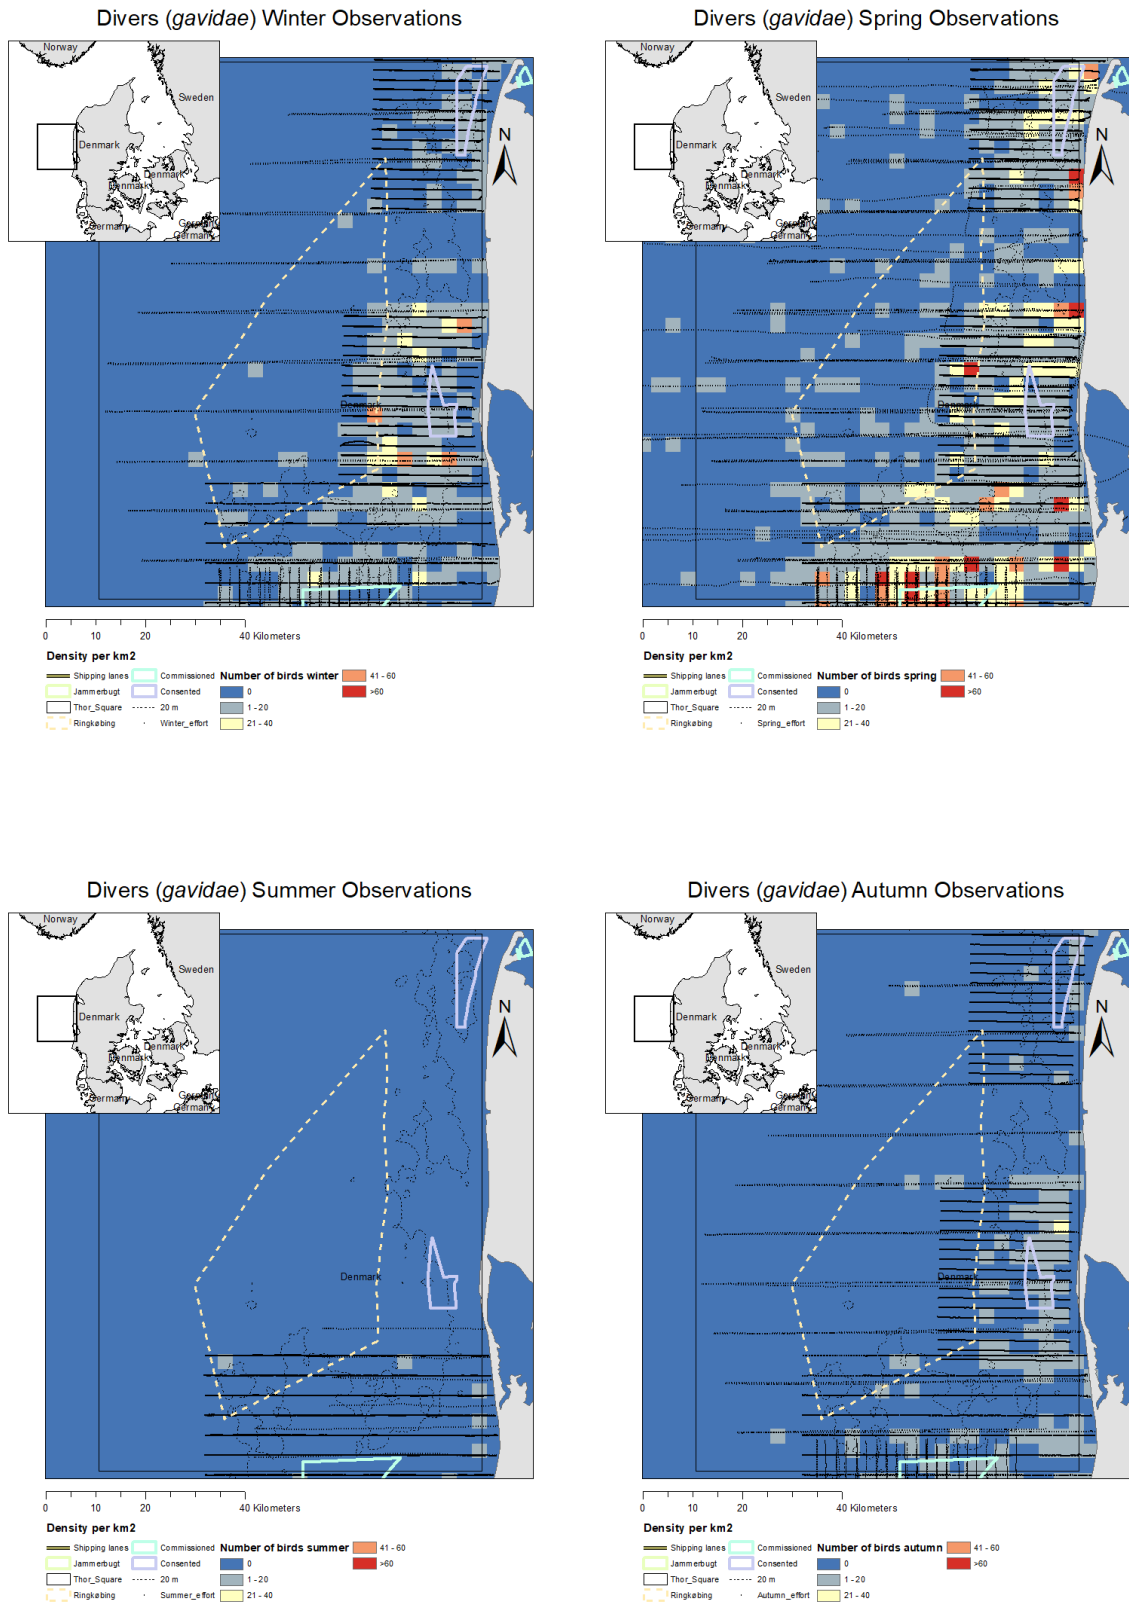 Divers (gavidae) Winter Observations
Norway
Sweden
Denmark
Denmark
Denmark
Germany
Germany
N
Denmark
0 10 20 40 Kilometers
Density per km2
Shipping lanes Commissioned Number of birds winter 41 - 60
Jammerbugt Consented 0 >60
Thor_Square 20 m 1 - 20
Ringkøbing Winter_effort 21 - 40
Divers (gavidae) Spring Observations
Norway
Sweden
Denmark
Denmark
Denmark
Germany
Germany
N
Denmark
0 10 20 40 Kilometers
Density per km2
Shipping lanes Commissioned Number of birds spring 41 - 60
Jammerbugt Consented 0 >60
Thor_Square 20 m 1 - 20
Ringkøbing Spring_effort 21 - 40
Divers (gavidae) Summer Observations
Norway
Sweden
Denmark
Denmark
Denmark
Germany
Germany
N
Denmark
0 10 20 40 Kilometers
Density per km2
Shipping lanes Commissioned Number of birds summer 41 - 60
Jammerbugt Consented 0 >60
Thor_Square 20 m 1 - 20
Ringkøbing Summer_effort 21 - 40
Divers (gavidae) Autumn Observations
Norway
Sweden
Denmark
Denmark
Denmark
Germany
Germany
N
Denmark
0 10 20 40 Kilometers
Density per km2
Shipping lanes Commissioned Number of birds autumn 41 - 60
Jammerbugt Consented 0 >60
Thor_Square 20 m 1 - 20
Ringkøbing Autumn_effort 21 - 40